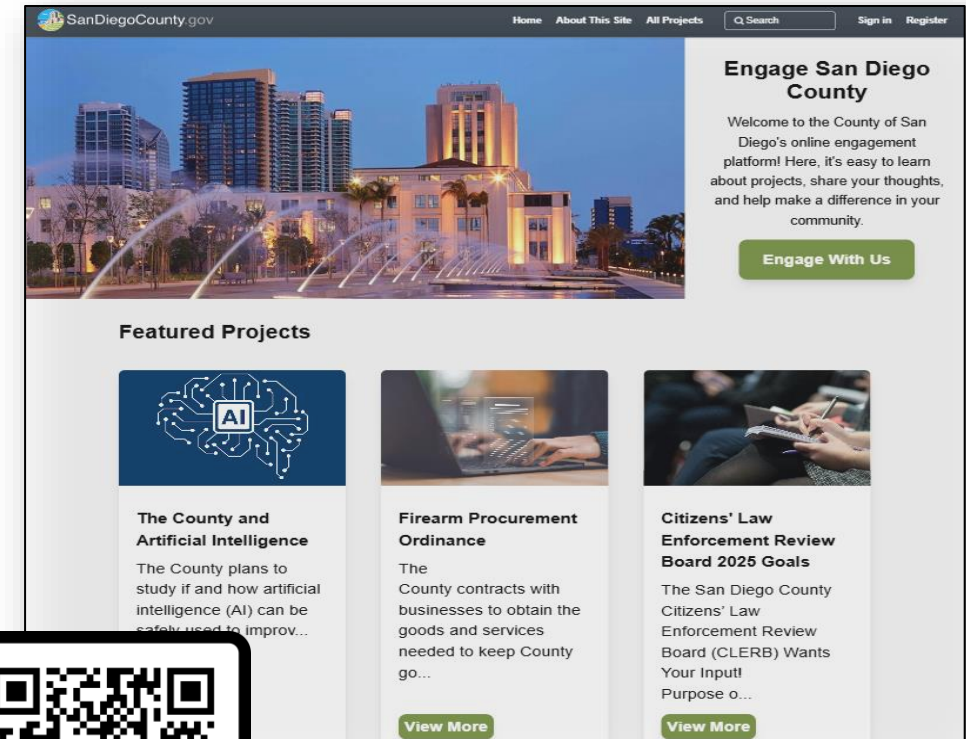 SanDiegoCounty.gov
Home About This Site All Projects Search Sign in Register
Engage San Diego
County
Welcome to the County of San
Diego's online engagement
platform! Here, it's easy to learn
about projects, share your thoughts,
and help make a difference in your
community.
Engage With Us
Featured Projects
AI
The County and
Artificial Intelligence
The County plans to
study if and how artificial
intelligence (AI) can be
safely used to improv...
Firearm Procurement
Ordinance
The
County contracts with
businesses to obtain the
goods and services
needed to keep County
go...
View More
Citizens' Law
Enforcement Review
Board 2025 Goals
The San Diego County
Citizens' Law
Enforcement Review
Board (CLERB) Wants
Your Input!
Purpose o...
View More